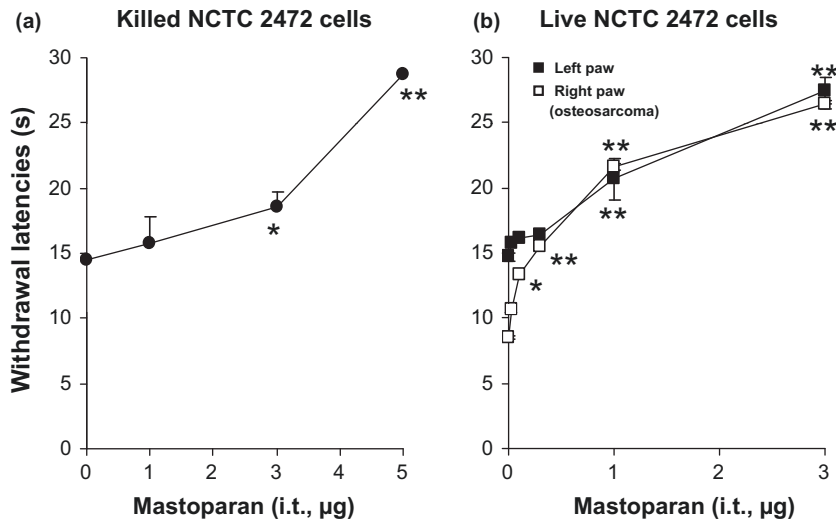 (a) Killed NCTC 2472 cells
Withdrawal latencies (s)
30
25
20
15
10
5
0
**
*
0 1 2 3 4 5
Mastoparan (i.t., µg)
(b) Live NCTC 2472 cells
Left paw
Right paw
(osteosarcoma)
30
25
20
15
10
5
0
**
**
**
**
**
*
0 1 2 3
Mastoparan (i.t., µg)